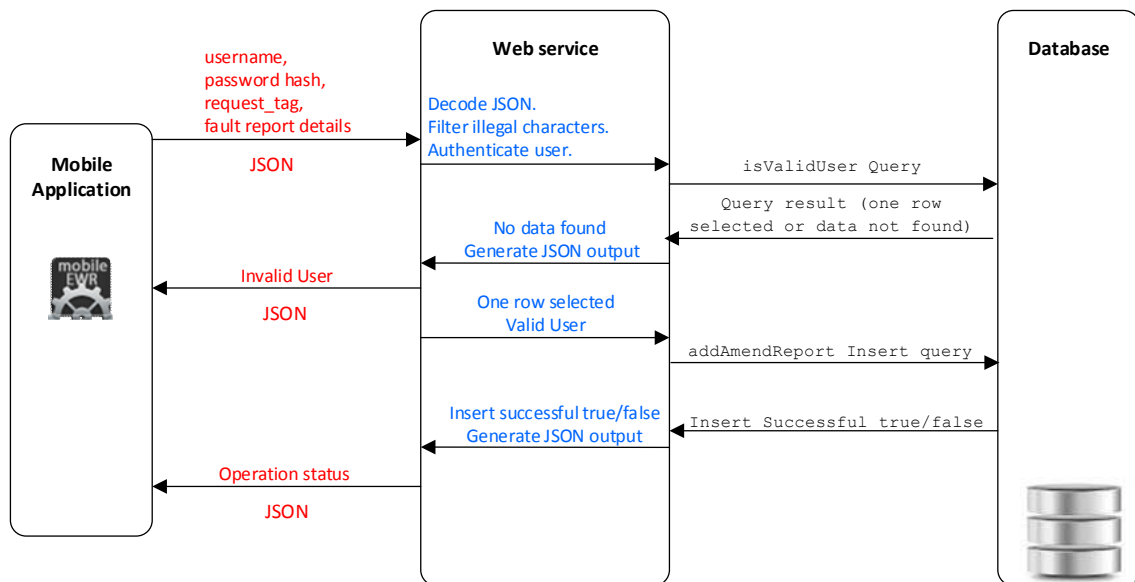 Web service
Database
username,
password hash,
request_tag,
fault report details
JSON
Decode JSON.
Filter illegal characters.
Authenticate user.
Mobile
Application
isValidUser Query
Query result (one row
selected or data not found)
No data found
Generate JSON output
mobile
EWR
Invalid User
JSON
One row selected
Valid User
addAmendReport Insert query
Insert successful true/false
Generate JSON output
Insert Successful true/false
Operation status
JSON